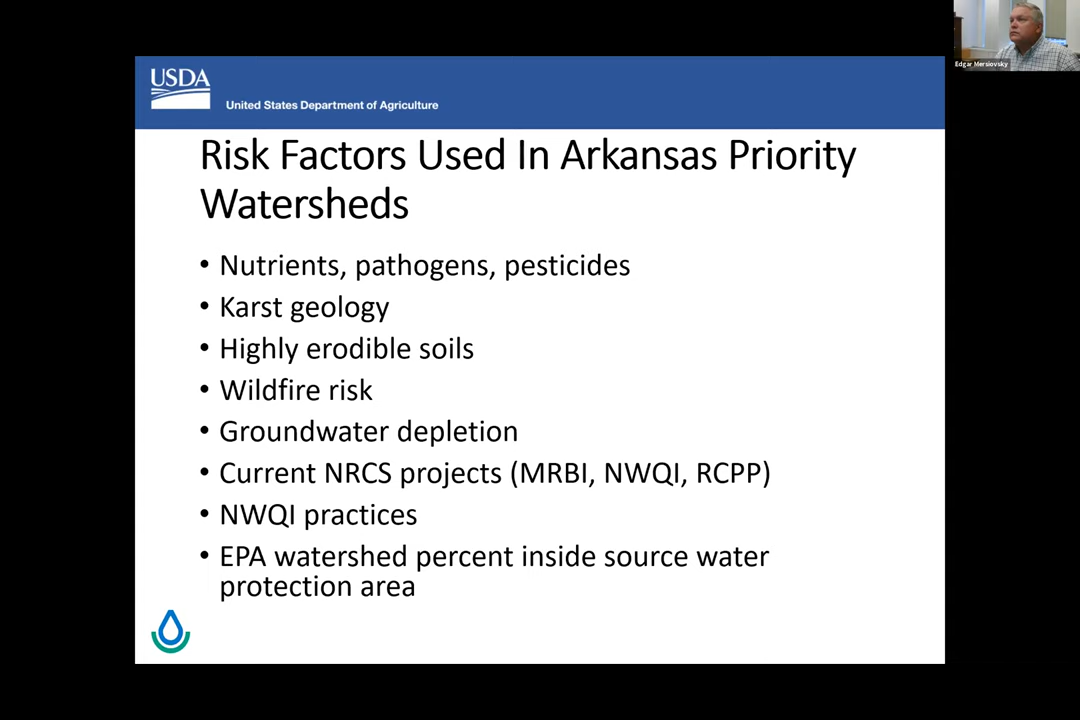 Edgar Mersiovsky
USDA
United States Department of Agriculture
Risk Factors Used In Arkansas Priority
Watersheds
• Nutrients, pathogens, pesticides
• Karst geology
• Highly erodible soils
• Wildfire risk
• Groundwater depletion
• Current NRCS projects (MRBI, NWQI, RCPP)
• NWQI practices
• EPA watershed percent inside source water
protection area